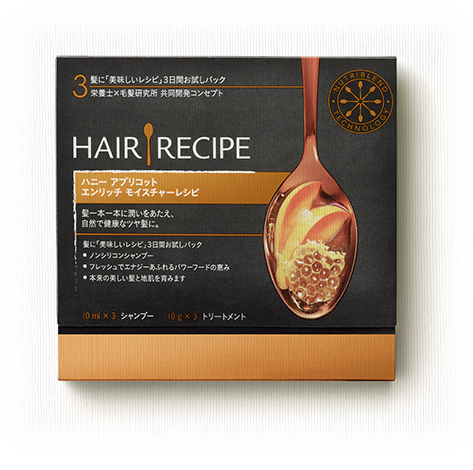 3 髪に「美味しいレシピ」3日間お試しパック
栄養士×毛髪研究所 共同開発コンセプト
NUTRIBLEND TECHNOLOGY
HAIR RECIPE
ハニー アプリコット
エンリッチ モイスチャーレシピ
髪一本一本に潤いをあたえ、
自然で健康なツヤ髪に。
髪に「美味しいレシピ」3日間お試しパック
• ノンシリコンシャンプー
• フレッシュでエナジーあふれるパワーフードの恵み
• 本来の美しい髪と地肌を育みます
10ml×3 シャンプー 10g×3 トリートメント